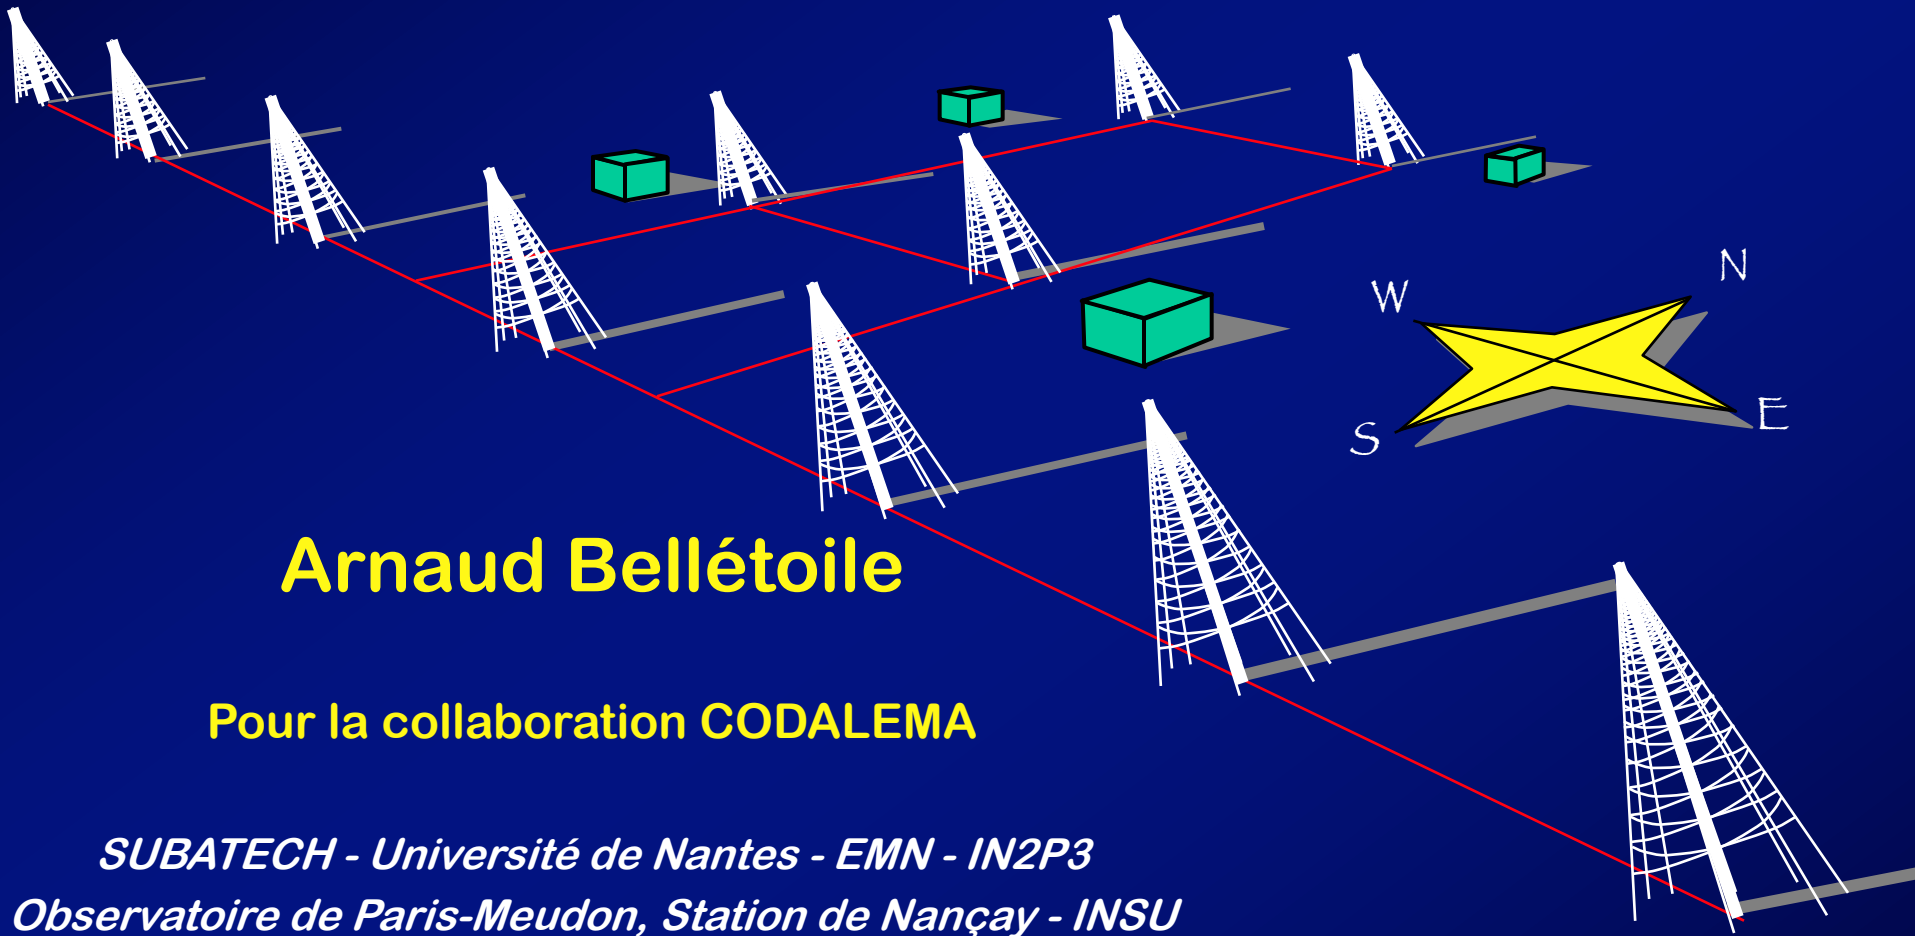 N
W
E
S
Arnaud Bellétoile
Pour la collaboration CODALEMA
SUBATECH - Université de Nantes - EMN - IN2P3
Observatoire de Paris-Meudon, Station de Nançay - INSU